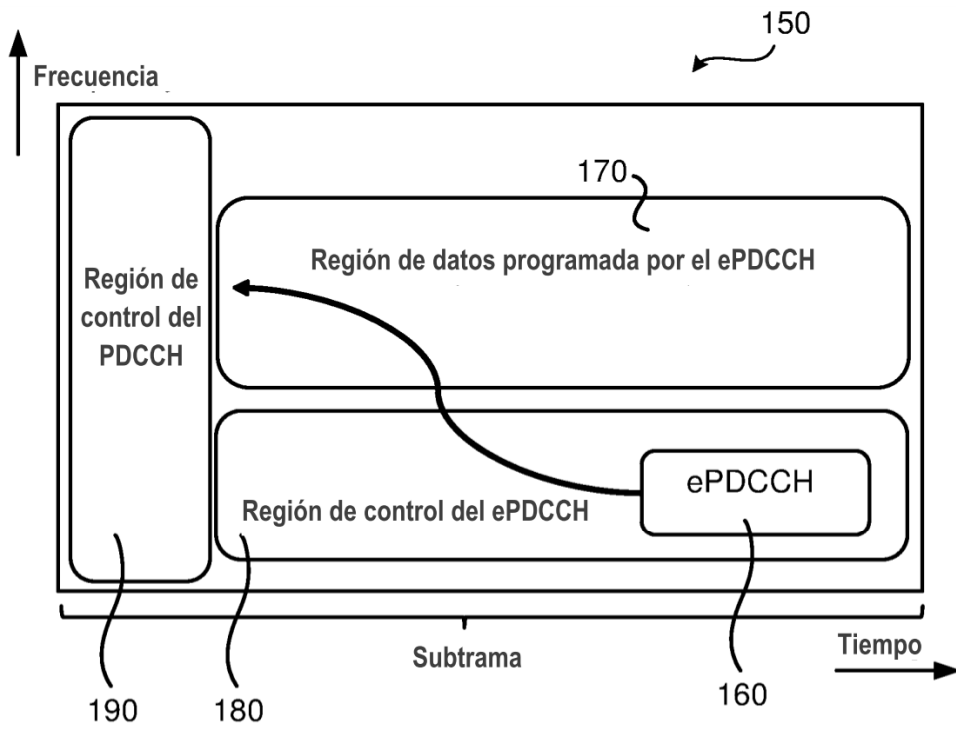 150
Frecuencia
170
Región de datos programada por el ePDCCH
Región de
control del
PDCCH
ePDCCH
Región de control del ePDCCH
Subtrama
Tiempo
190
180
160